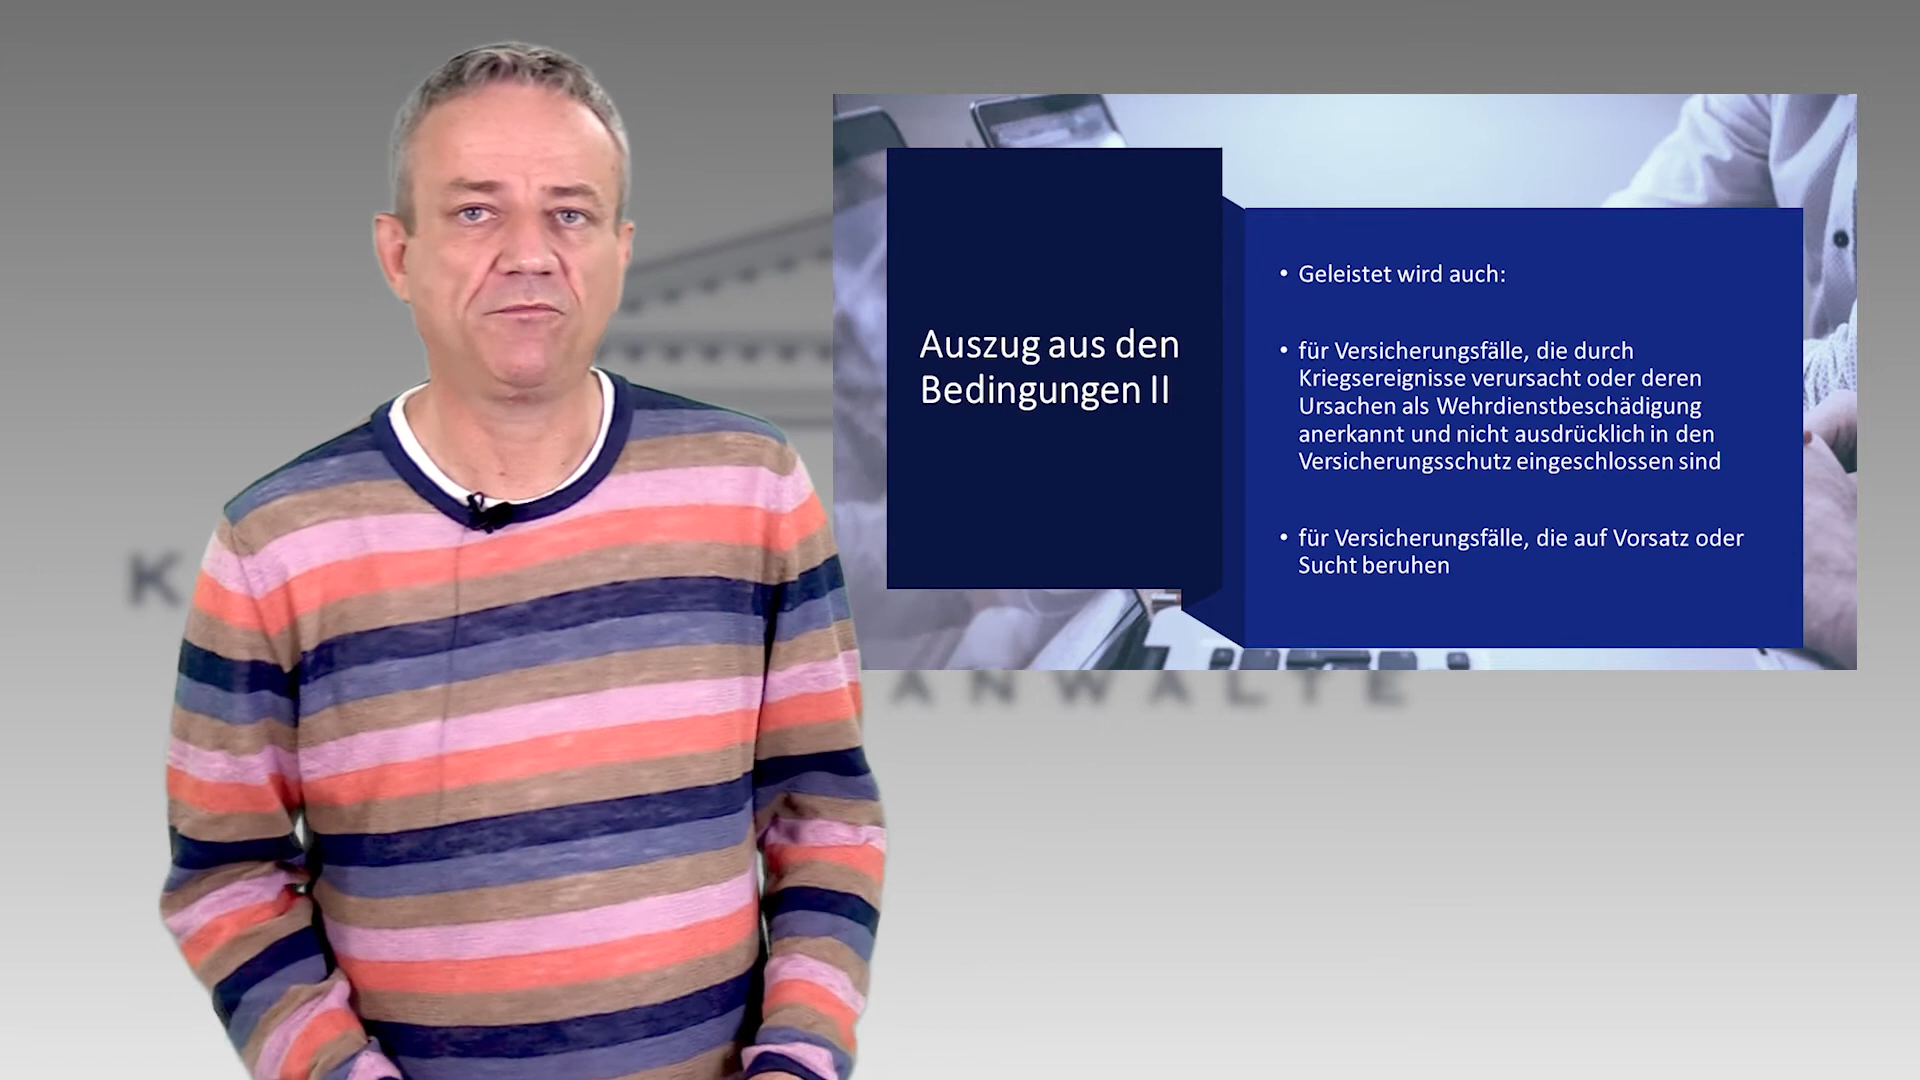 Auszug aus den
Bedingungen II
• Geleistet wird auch:
• für Versicherungsfälle, die durch
Kriegsereignisse verursacht oder deren
Ursachen als Wehrdienstbeschädigung
anerkannt und nicht ausdrücklich in den
Versicherungsschutz eingeschlossen sind
• für Versicherungsfälle, die auf Vorsatz oder
Sucht beruhen
K
ANWÄLTE